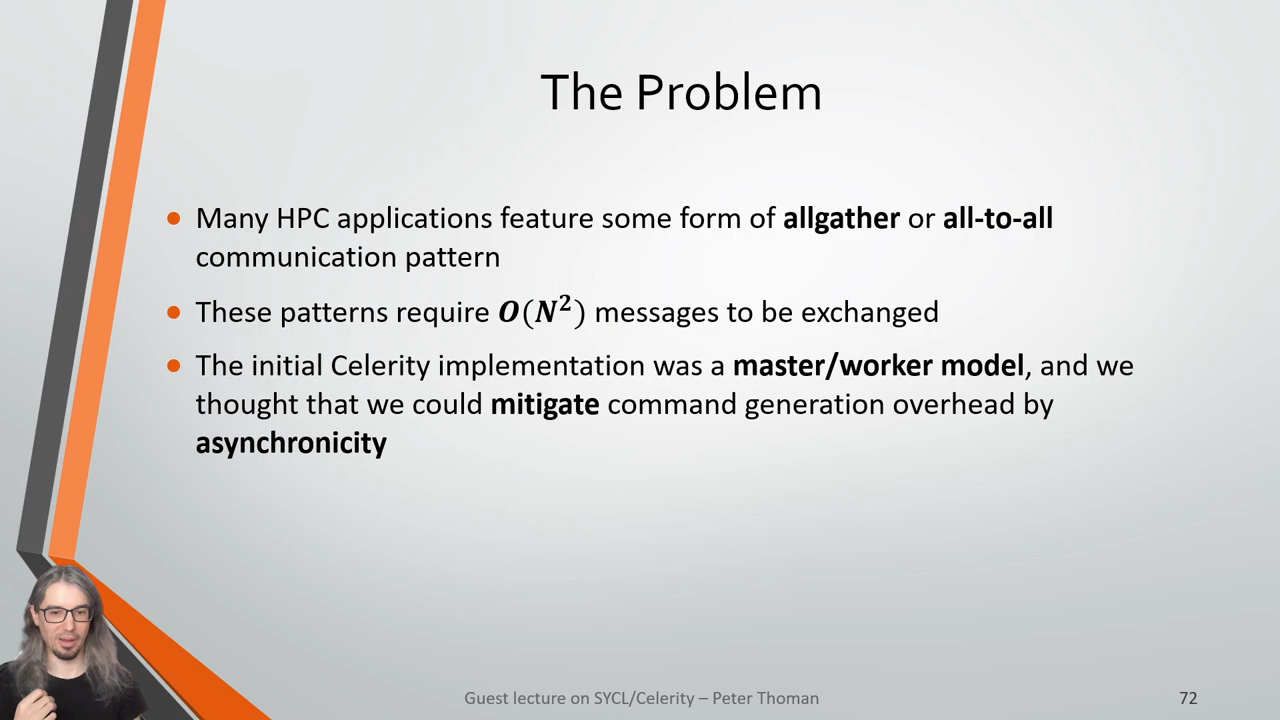 The Problem
Many HPC applications feature some form of allgather or all-to-all
communication pattern
These patterns require O(N²) messages to be exchanged
The initial Celerity implementation was a master/worker model, and we
thought that we could mitigate command generation overhead by
asynchronicity
Guest lecture on SYCL/Celerity – Peter Thoman
72